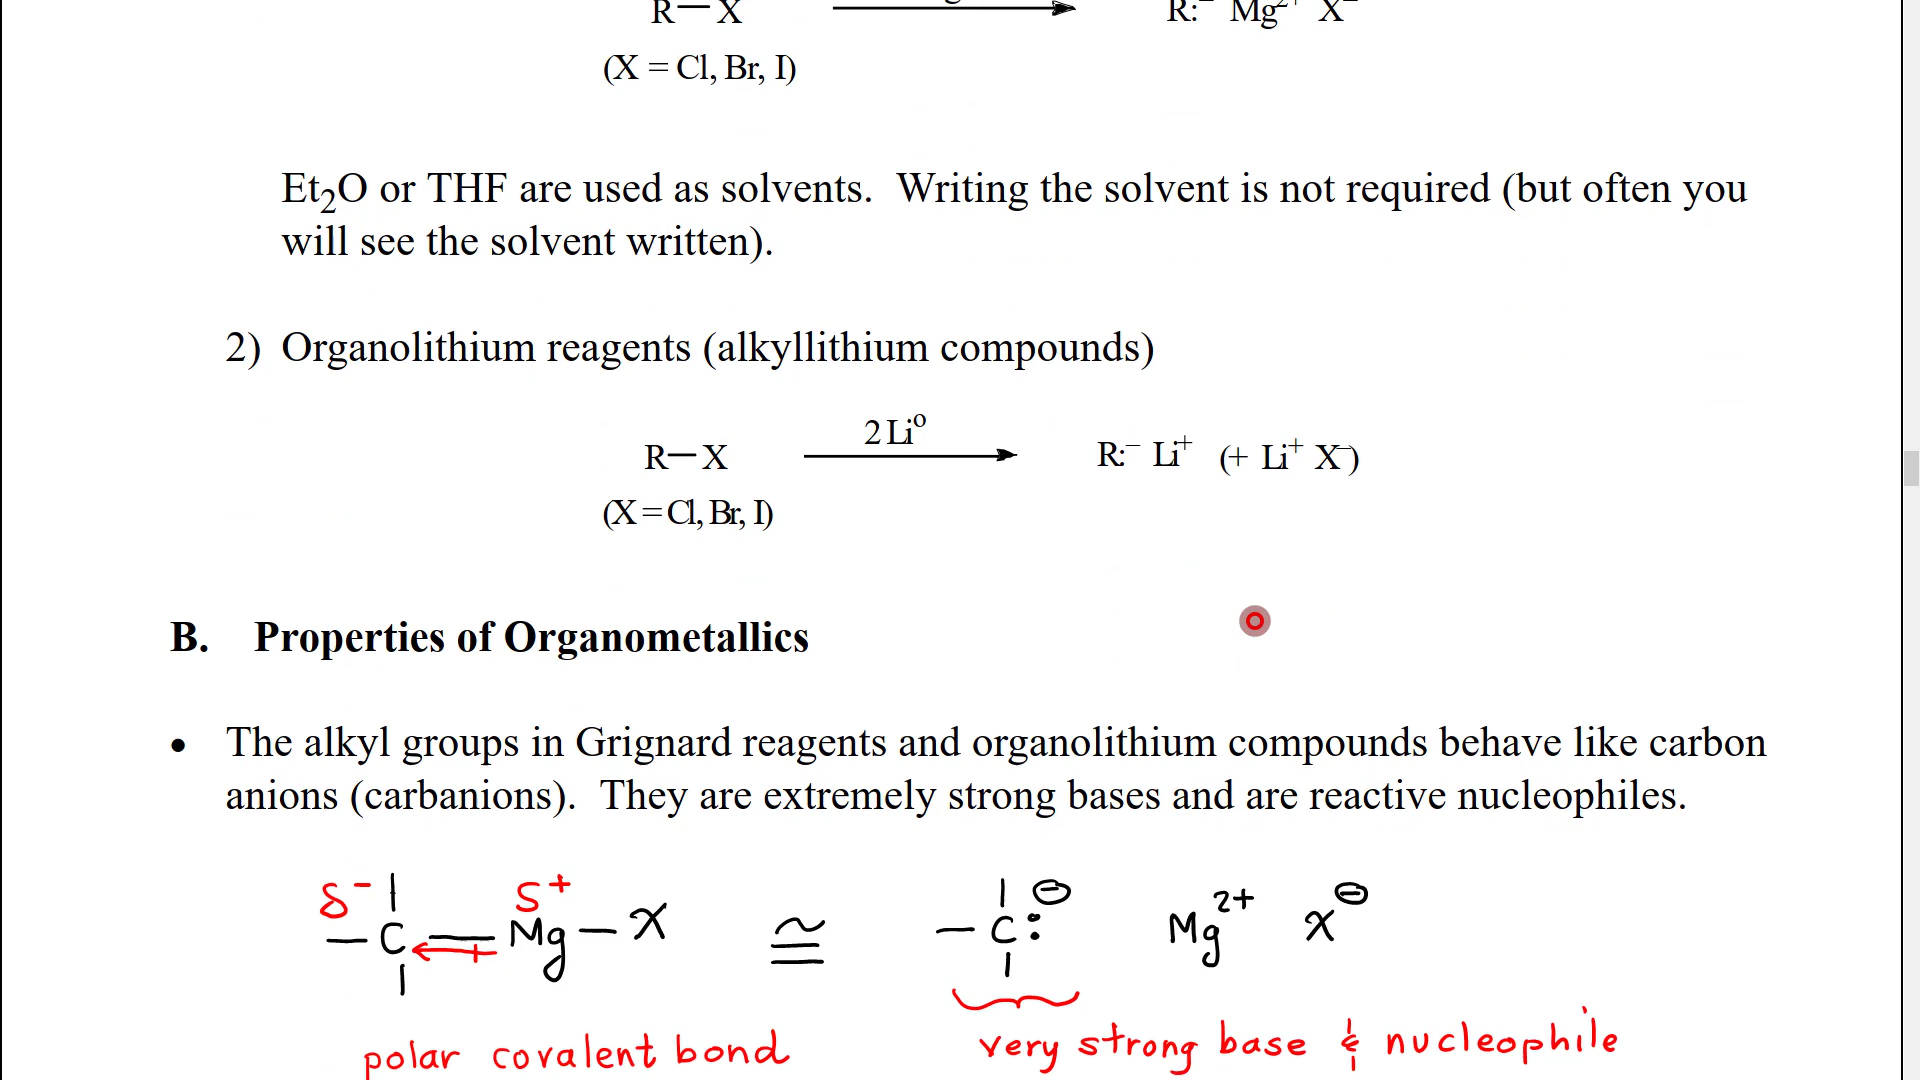 R—X R:⁻ Mg²⁺ X⁻
(X = Cl, Br, I)
Et₂O or THF are used as solvents. Writing the solvent is not required (but often you
will see the solvent written).
2) Organolithium reagents (alkyllithium compounds)
2 Li⁰
R—X R:⁻ Li⁺ (+ Li⁺ X⁻)
(X = Cl, Br, I)
B. Properties of Organometallics
• The alkyl groups in Grignard reagents and organolithium compounds behave like carbon
anions (carbanions). They are extremely strong bases and are reactive nucleophiles.
δ⁻ δ⁺
—C—Mg—X ≅ —C:⊖ Mg²⁺ X⊖
polar covalent bond very strong base & nucleophile